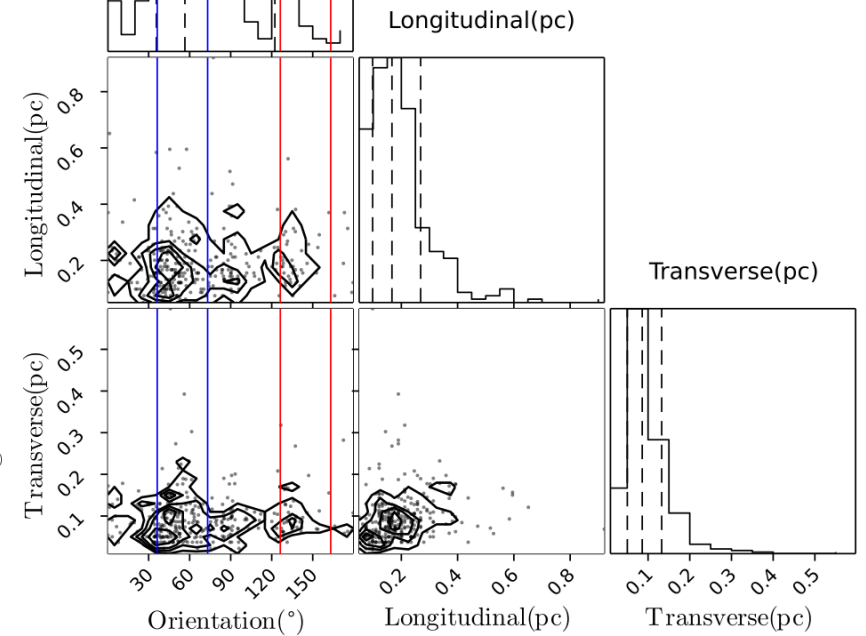 Longitudinal(pc)
Longitudinal(pc)
0.8
0.6
0.4
0.2
Transverse(pc)
Transverse(pc)
0.5
0.4
0.3
0.2
0.1
30 60 90 120 150
0.2 0.4 0.6 0.8
0.1 0.2 0.3 0.4 0.5
Orientation(°) Longitudinal(pc) Transverse(pc)